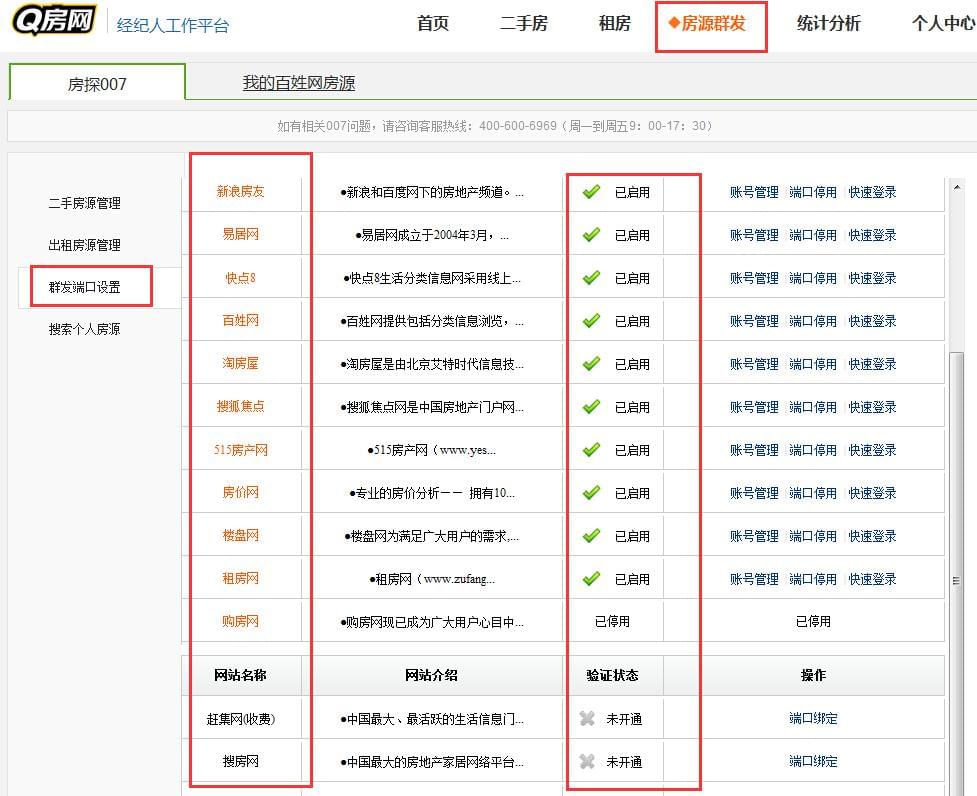 Q房网 经纪人工作平台 首页 二手房 租房 ◆房源群发 统计分析 个人中心
房探007 我的百姓网房源
如有相关007问题，请咨询客服热线：400-600-6969（周一到周五9：00-17：30）
二手房源管理
出租房源管理
群发端口设置
搜索个人房源
新浪房友 ●新浪和百度网下的房地产频道。... 已启用 账号管理 端口停用 快速登录
易居网 ●易居网成立于2004年3月，... 已启用 账号管理 端口停用 快速登录
快点8 ●快点8生活分类信息网采用线上... 已启用 账号管理 端口停用 快速登录
百姓网 ●百姓网提供包括分类信息浏览，... 已启用 账号管理 端口停用 快速登录
淘房屋 ●淘房屋是由北京艾特时代信息技... 已启用 账号管理 端口停用 快速登录
搜狐焦点 ●搜狐焦点网是中国房地产门户网... 已启用 账号管理 端口停用 快速登录
515房产网 ●515房产网（www.yes... 已启用 账号管理 端口停用 快速登录
房价网 ●专业的房价分析－－ 拥有10... 已启用 账号管理 端口停用 快速登录
楼盘网 ●楼盘网为满足广大用户的需求,... 已启用 账号管理 端口停用 快速登录
租房网 ●租房网（www.zufang... 已启用 账号管理 端口停用 快速登录
购房网 ●购房网现已成为广大用户心目中... 已停用 已停用
网站名称 网站介绍 验证状态 操作
赶集网(收费) ●中国最大、最活跃的生活信息门... 未开通 端口绑定
搜房网 ●中国最大的房地产家居网络平台... 未开通 端口绑定